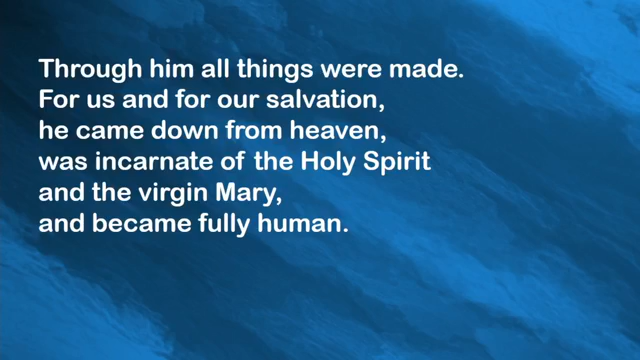 Through him all things were made.
For us and for our salvation,
he came down from heaven,
was incarnate of the Holy Spirit
and the virgin Mary,
and became fully human.